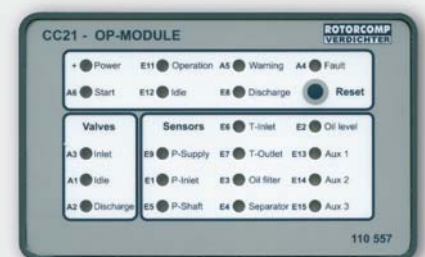 CC21 - OP-MODULE
ROTORCOMP
VERDICHTER
+ Power E11 Operation A5 Warning A4 Fault
A6 Start E12 Idle E8 Discharge Reset
Valves Sensors E6 T-Inlet E2 Oil level
A3 Inlet E9 P-Supply E7 T-Outlet E13 Aux 1
A1 Idle E1 P-Inlet E3 Oil filter E14 Aux 2
A2 Discharge E5 P-Shaft E4 Separator E15 Aux 3
110 557